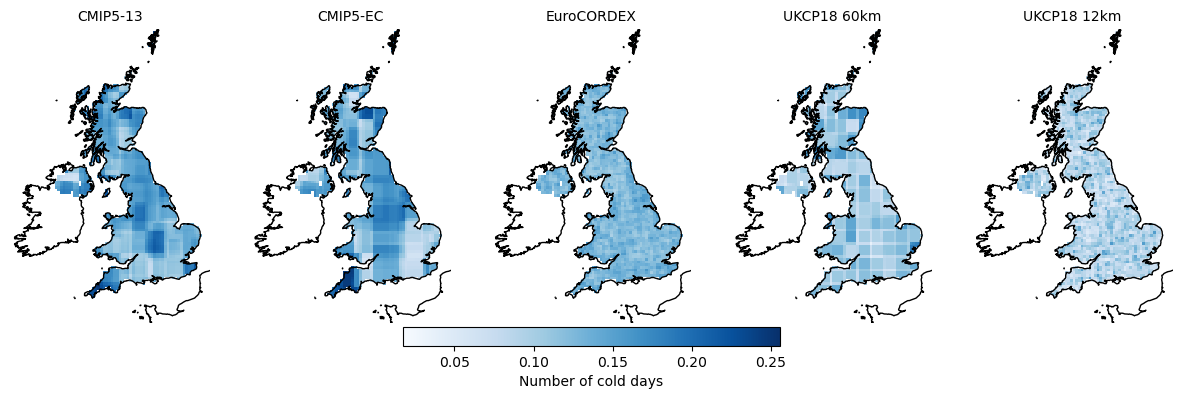 CMIP5-13 CMIP5-EC EuroCORDEX UKCP18 60km UKCP18 12km
0.05 0.10 0.15 0.20 0.25
Number of cold days